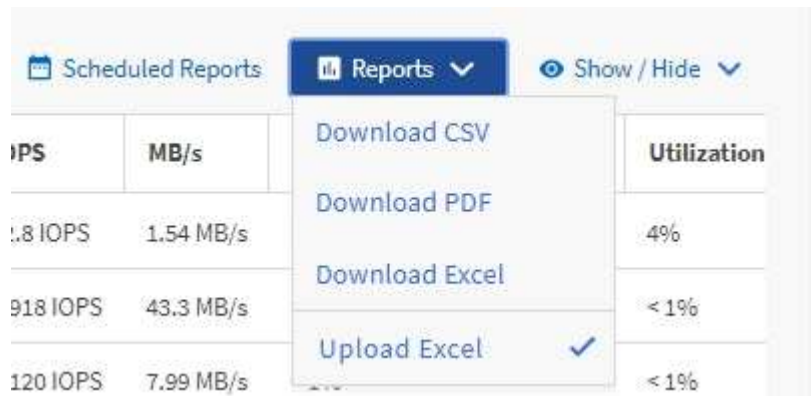 Scheduled Reports Reports Show / Hide
MB/s Utilization
Download CSV
Download PDF
.8 IOPS 1.54 MB/s 4%
Download Excel
918 IOPS 43.3 MB/s < 1%
Upload Excel
120 IOPS 7.99 MB/s < 1%